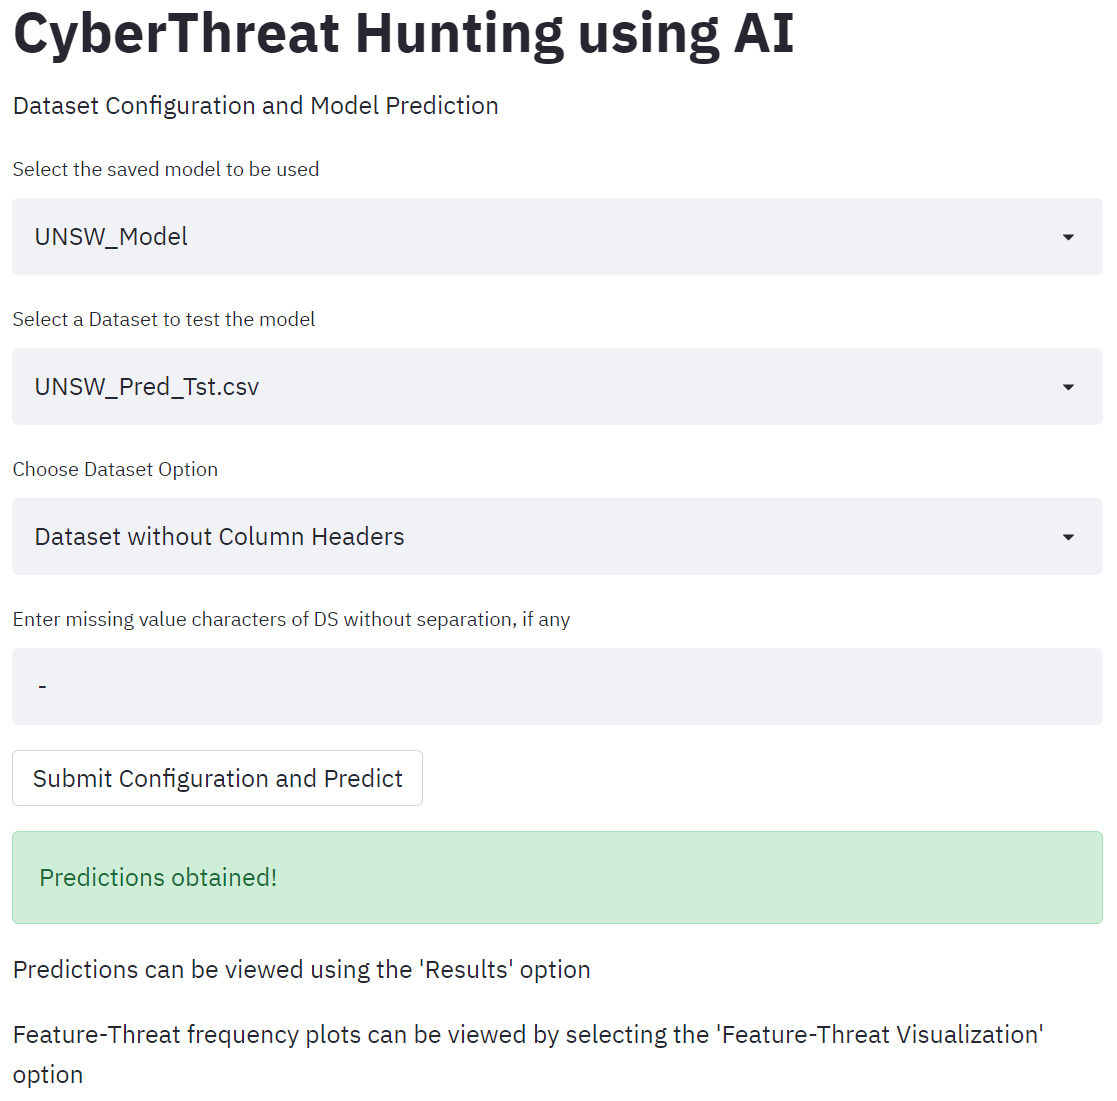 CyberThreat Hunting using AI
Dataset Configuration and Model Prediction
Select the saved model to be used
UNSW_Model
Select a Dataset to test the model
UNSW_Pred_Tst.csv
Choose Dataset Option
Dataset without Column Headers
Enter missing value characters of DS without separation, if any
-
Submit Configuration and Predict
Predictions obtained!
Predictions can be viewed using the 'Results' option
Feature-Threat frequency plots can be viewed by selecting the 'Feature-Threat Visualization'
option